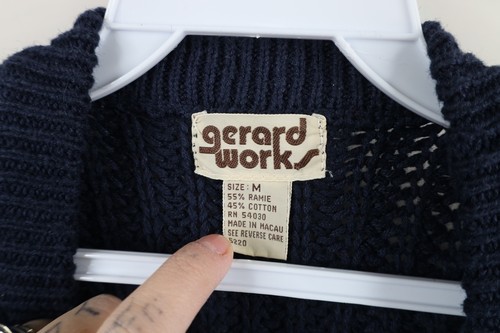 gerard
works
SIZE: M
55% RAMIE
45% COTTON
RN 54030
MADE IN MACAU
SEE REVERSE CARE
5220